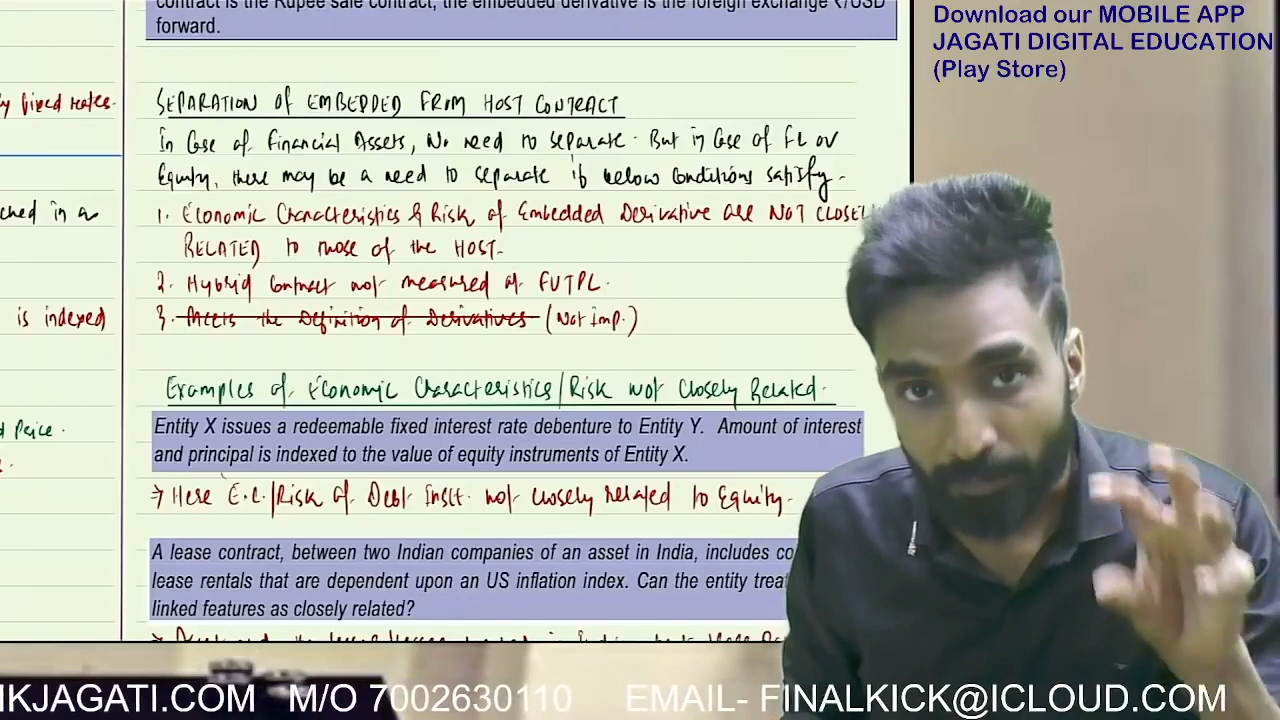 contract is the Rupee sale contract, the embedded derivative is the foreign exchange ₹/USD
forward.
Download our MOBILE APP
JAGATI DIGITAL EDUCATION
(Play Store)
fixed rates.
in a
is indexed
Price.
SEPARATION OF EMBEDDED FROM HOST CONTRACT
In Case of Financial Assets, No need to separate. But in Case of FL or
Equity, there may be a need to separate if below Conditions satisfy.
1. Economic Characteristics & Risk of Embedded Derivative are NOT CLOSEL
RELATED to those of the HOST.
2. Hybrid Contract not measured at FVTPL.
3. Meets the Definition of Derivatives (Not Imp.)
Examples of Economic Characteristics/Risk not Closely Related.
Entity X issues a redeemable fixed interest rate debenture to Entity Y. Amount of interest
and principal is indexed to the value of equity instruments of Entity X.
→ Here E.C./Risk of Debt Inst. not closely related to Equity.
A lease contract, between two Indian companies of an asset in India, includes co
lease rentals that are dependent upon an US inflation index. Can the entity treat
linked features as closely related?
IKJAGATI.COM M/O 7002630110 EMAIL- FINALKICK@ICLOUD.COM